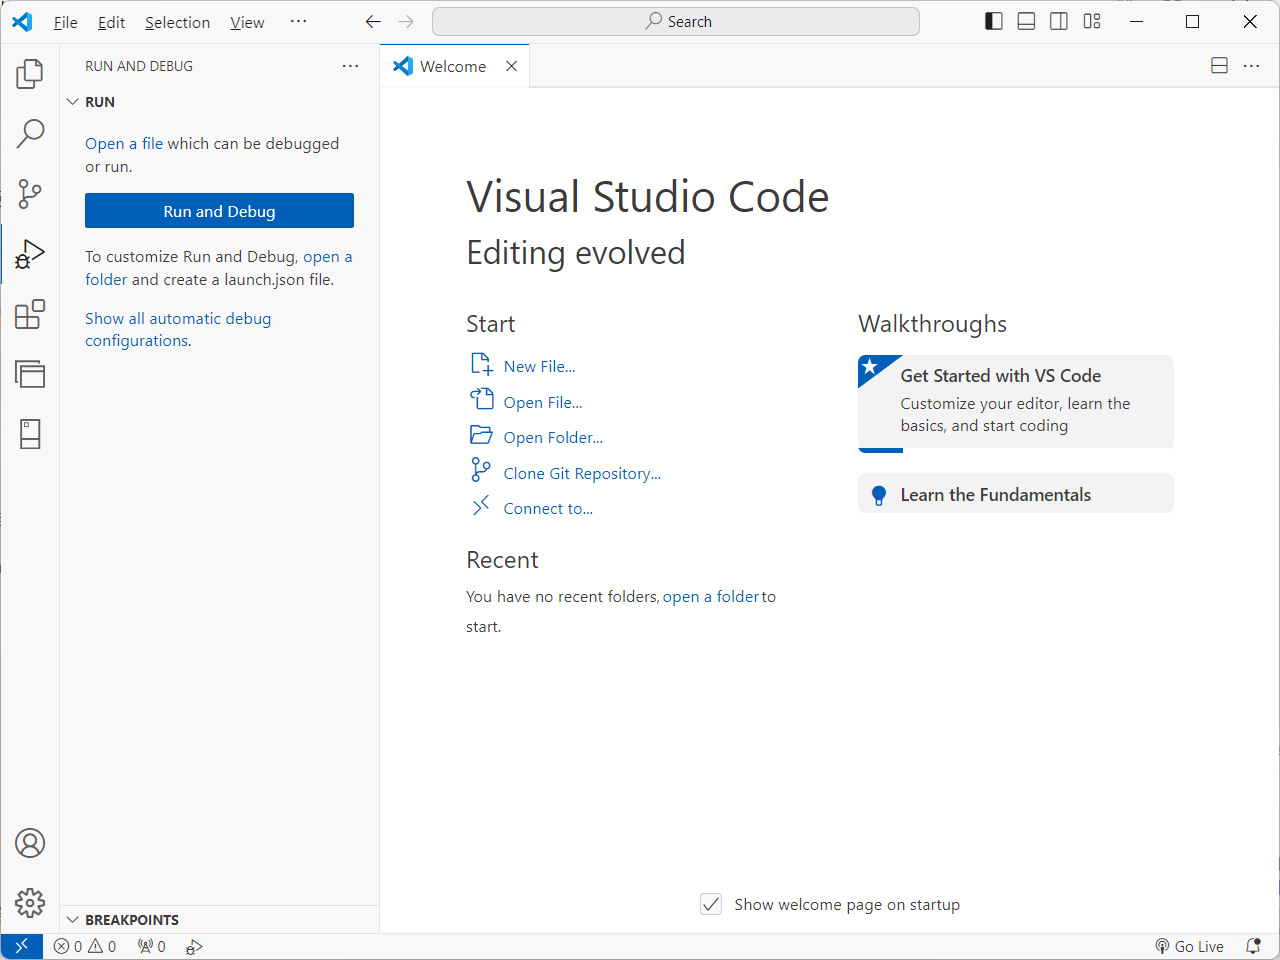 File Edit Selection View ··· Search
RUN AND DEBUG
Welcome
RUN
Open a file which can be debugged
or run.
Run and Debug
To customize Run and Debug, open a
folder and create a launch.json file.
Show all automatic debug
configurations.
Visual Studio Code
Editing evolved
Start
New File...
Open File...
Open Folder...
Clone Git Repository...
Connect to...
Recent
You have no recent folders, open a folder to
start.
Walkthroughs
Get Started with VS Code
Customize your editor, learn the
basics, and start coding
Learn the Fundamentals
Show welcome page on startup
BREAKPOINTS
0 0 0 Go Live